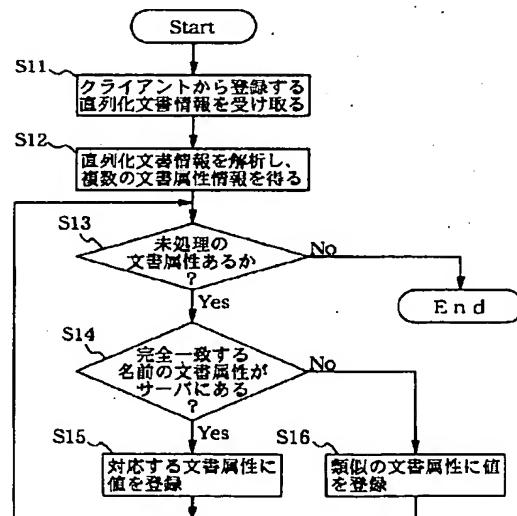 Start
S11
クライアントから登録する
直列化文書情報を受け取る
S12
直列化文書情報を解析し、
複数の文書属性情報を得る
S13
未処理の
文書属性あるか
?
No
Yes
End
S14
完全一致する
名前の文書属性が
サーバにある
?
No
Yes
S15
対応する文書属性に
値を登録
S16
類似の文書属性に値
を登録